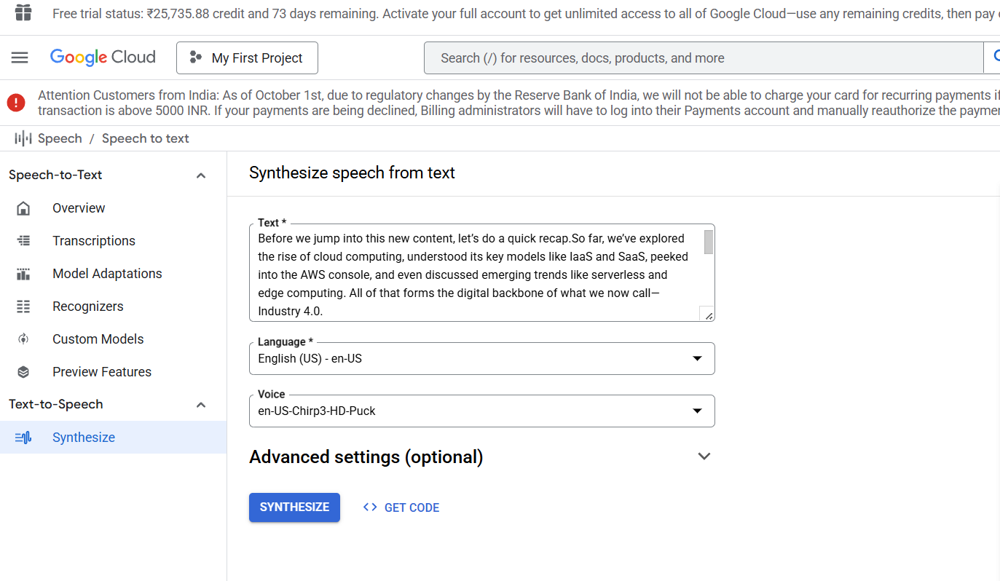 Free trial status: ₹25,735.88 credit and 73 days remaining. Activate your full account to get unlimited access to all of Google Cloud—use any remaining credits, then pay
Google Cloud
My First Project
Search (/) for resources, docs, products, and more
Attention Customers from India: As of October 1st, due to regulatory changes by the Reserve Bank of India, we will not be able to charge your card for recurring payments if
transaction is above 5000 INR. If your payments are being declined, Billing administrators will have to log into their Payments account and manually reauthorize the
Speech / Speech to text
Speech-to-Text
Overview
Transcriptions
Model Adaptations
Recognizers
Custom Models
Preview Features
Text-to-Speech
Synthesize
Synthesize speech from text
Text *
Before we jump into this new content, let’s do a quick recap.So far, we’ve explored
the rise of cloud computing, understood its key models like IaaS and SaaS, peeked
into the AWS console, and even discussed emerging trends like serverless and
edge computing. All of that forms the digital backbone of what we now call—
Industry 4.0.
Language *
English (US) - en-US
Voice
en-US-Chirp3-HD-Puck
Advanced settings (optional)
SYNTHESIZE
<> GET CODE